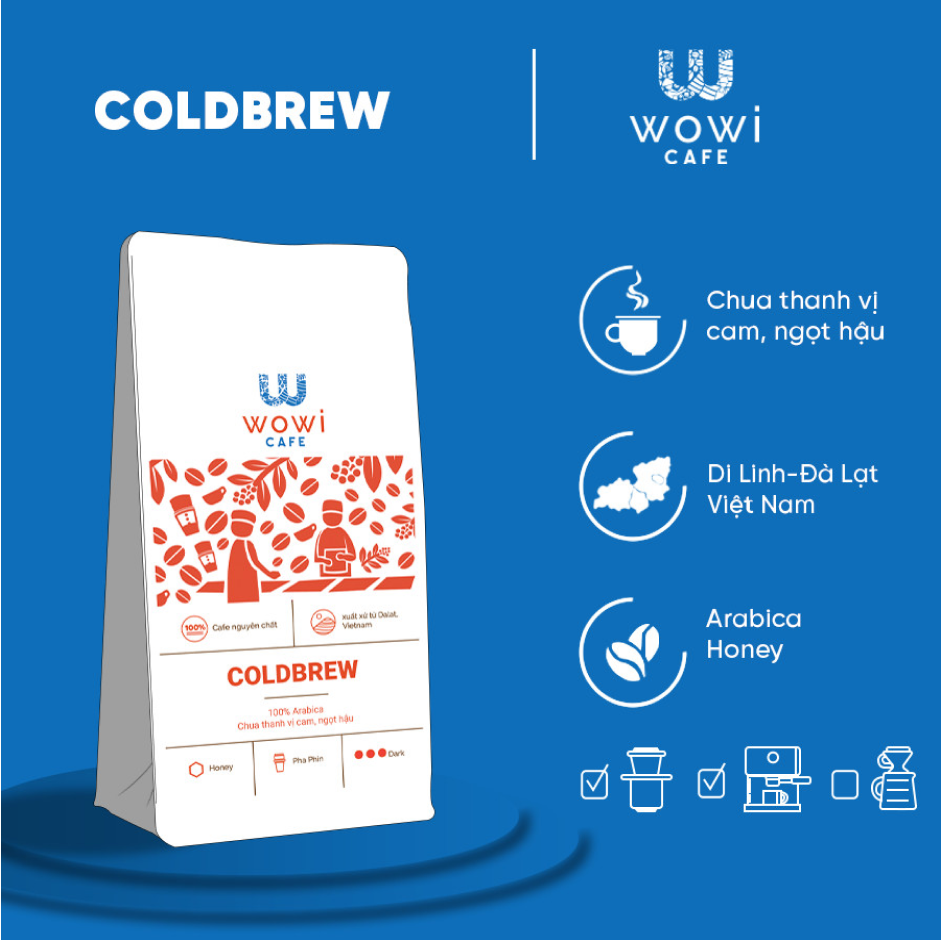 COLDBREW
WOWi
CAFE
WOWi
CAFE
100%
Cafe nguyên chất
xuất xứ từ Dalat,
Vietnam
COLDBREW
100% Arabica
Chua thanh vị cam, ngọt hậu
Honey
Pha Phin
Dark
Chua thanh vị
cam, ngọt hậu
Di Linh-Đà Lạt
Việt Nam
Arabica
Honey